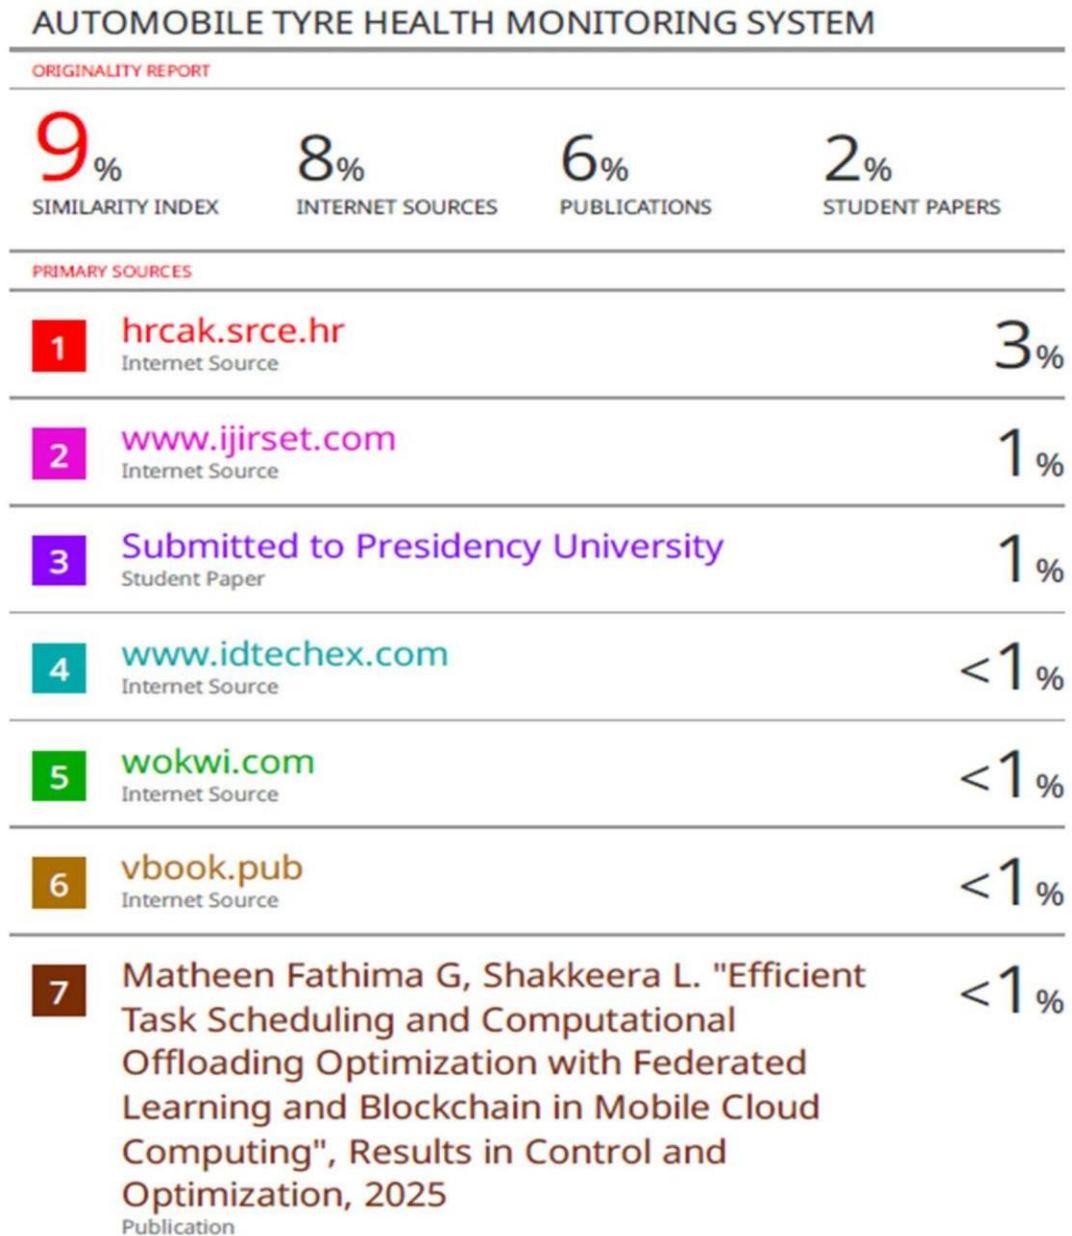 AUTOMOBILE TYRE HEALTH MONITORING SYSTEM
ORIGINALITY REPORT
9% 8% 6% 2%
SIMILARITY INDEX INTERNET SOURCES PUBLICATIONS STUDENT PAPERS
PRIMARY SOURCES
1 hrcak.srce.hr 3%
Internet Source
2 www.ijirset.com 1%
Internet Source
3 Submitted to Presidency University 1%
Student Paper
4 www.idtechex.com <1%
Internet Source
5 wokwi.com <1%
Internet Source
6 vbook.pub <1%
Internet Source
7 Matheen Fathima G, Shakkeera L. "Efficient <1%
Task Scheduling and Computational
Offloading Optimization with Federated
Learning and Blockchain in Mobile Cloud
Computing", Results in Control and
Optimization, 2025
Publication